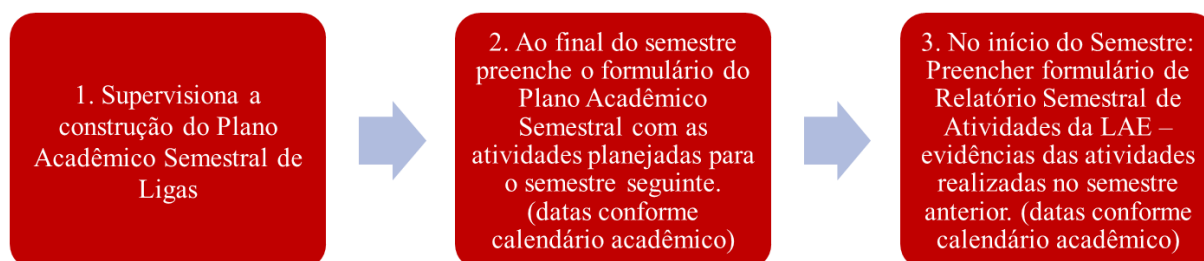 1. Supervisiona a
construção do Plano
Acadêmico Semestral de
Ligas
2. Ao final do semestre
preenche o formulário do
Plano Acadêmico
Semestral com as
atividades planejadas para
o semestre seguinte.
(datas conforme
calendário acadêmico)
3. No início do Semestre:
Preencher formulário de
Relatório Semestral de
Atividades da LAE –
evidências das atividades
realizadas no semestre
anterior. (datas conforme
calendário acadêmico)